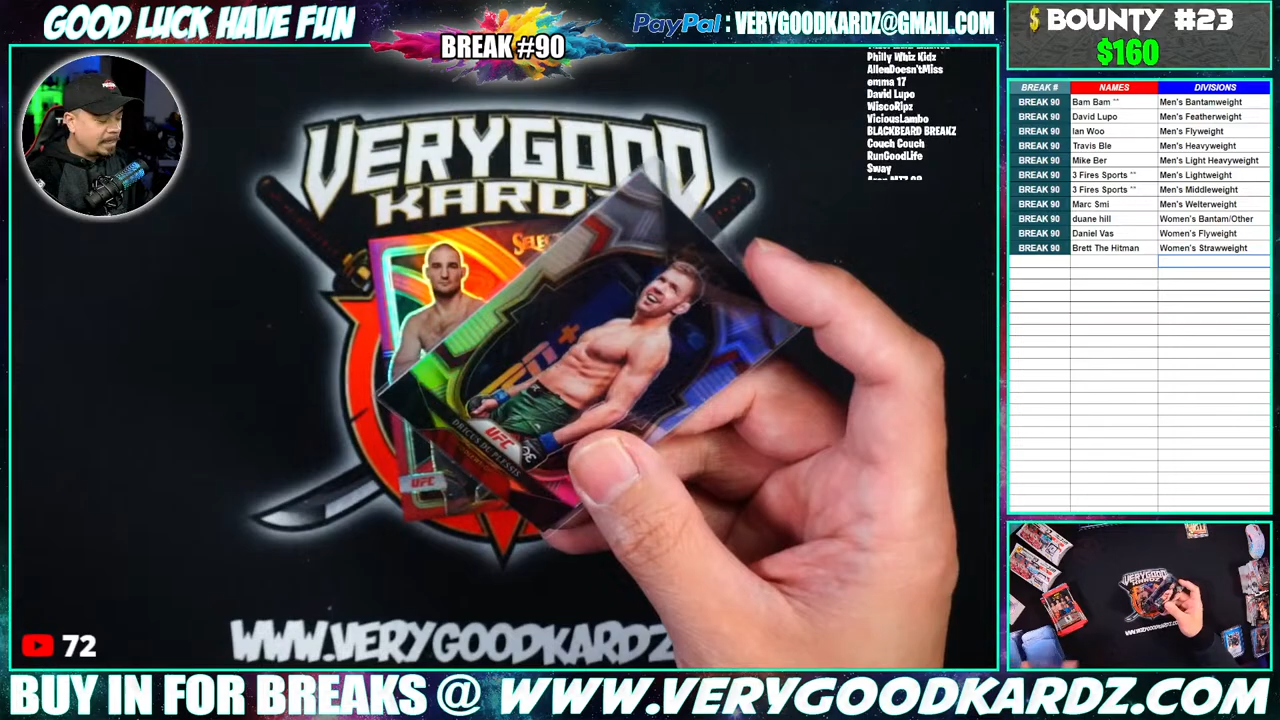 GOOD LUCK HAVE FUN
BREAK #90
PayPal : VERYGOODKARDZ@GMAIL.COM
$ BOUNTY #23
$160
Philly Whiz Kidz
AllenDoesn'tMiss
emma 17
David Lupo
WiscoRipz
ViciousLambo
BLACKBEARD BREAKZ
Couch Couch
RunGoodLife
Sway
BREAK # NAMES DIVISIONS
BREAK 90 Bam Bam ** Men's Bantamweight
BREAK 90 David Lupo Men's Featherweight
BREAK 90 Ian Woo Men's Flyweight
BREAK 90 Travis Ble Men's Heavyweight
BREAK 90 Mike Ber Men's Light Heavyweight
BREAK 90 3 Fires Sports ** Men's Lightweight
BREAK 90 3 Fires Sports ** Men's Middleweight
BREAK 90 Marc Smi Men's Welterweight
BREAK 90 duane hill Women's Bantam/Other
BREAK 90 Daniel Vas Women's Flyweight
BREAK 90 Brett The Hitman Women's Strawweight
VERYGOOD
KARDZ
UFC
DRICUS DU PLESSIS
UFC
WWW.VERYGOODKARDZ
72
VERYGOOD
KARDZ
BUY IN FOR BREAKS @ WWW.VERYGOODKARDZ.COM